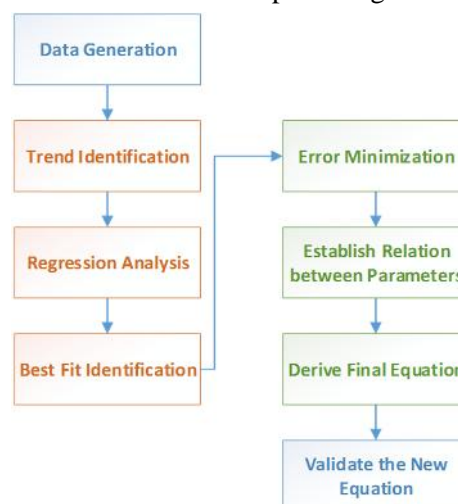 Data Generation
Trend Identification
Regression Analysis
Best Fit Identification
Error Minimization
Establish Relation
between Parameters
Derive Final Equation
Validate the New
Equation